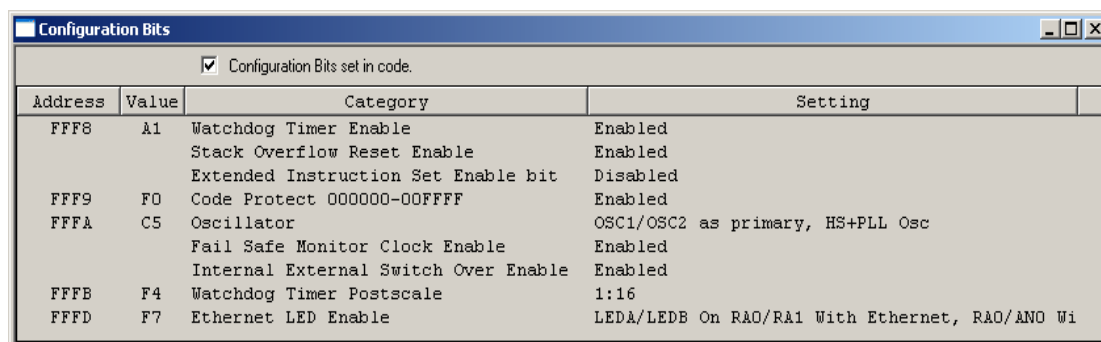 Configuration Bits
Configuration Bits set in code.
Address Value Category Setting
FFF8 A1 Watchdog Timer Enable Enabled
Stack Overflow Reset Enable Enabled
Extended Instruction Set Enable bit Disabled
FFF9 F0 Code Protect 000000-00FFFF Enabled
FFFA C5 Oscillator OSC1/OSC2 as primary, HS+PLL Osc
Fail Safe Monitor Clock Enable Enabled
Internal External Switch Over Enable Enabled
FFFB F4 Watchdog Timer Postscale 1:16
FFFD F7 Ethernet LED Enable LEDA/LEDB On RA0/RA1 With Ethernet, RA0/AN0 Wi